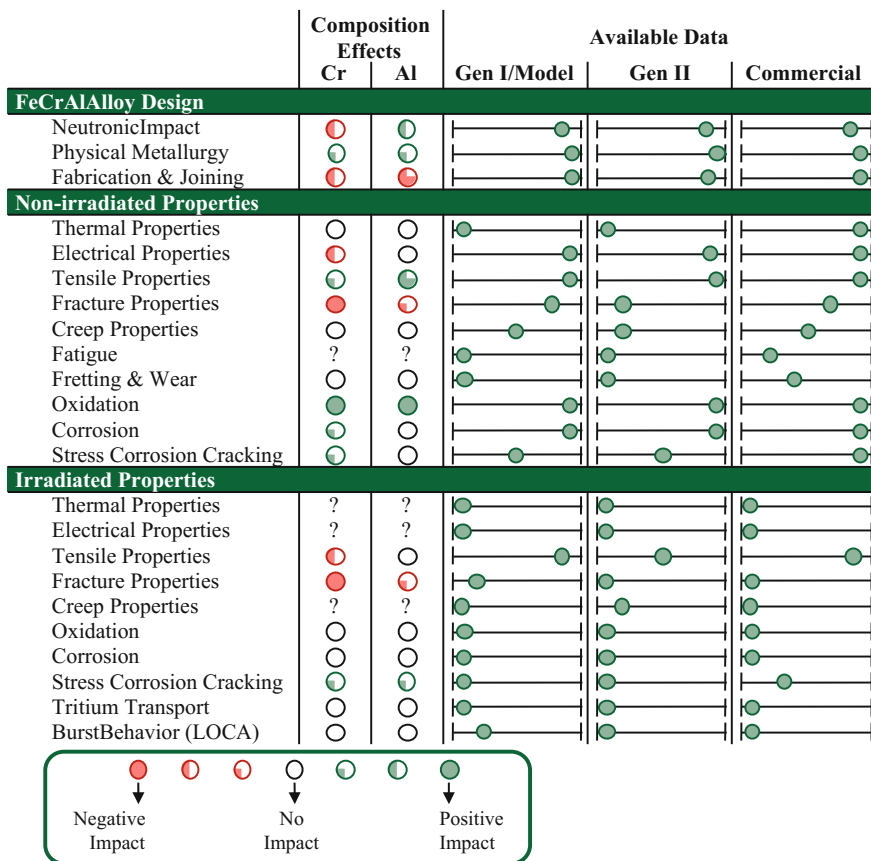 Composition Effects
Available Data
Cr Al Gen I/Model Gen II Commercial
FeCrAlAlloy Design
NeutronicImpact
Physical Metallurgy
Fabrication & Joining
Non-irradiated Properties
Thermal Properties
Electrical Properties
Tensile Properties
Fracture Properties
Creep Properties
Fatigue ? ?
Fretting & Wear
Oxidation
Corrosion
Stress Corrosion Cracking
Irradiated Properties
Thermal Properties ? ?
Electrical Properties ? ?
Tensile Properties
Fracture Properties
Creep Properties ? ?
Oxidation
Corrosion
Stress Corrosion Cracking
Tritium Transport
BurstBehavior (LOCA)
Negative Impact
No Impact
Positive Impact